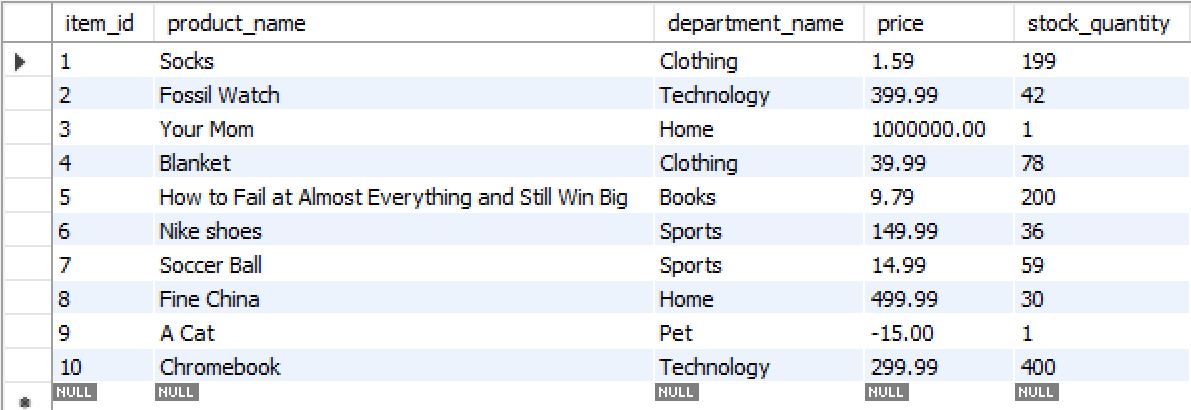 item_id product_name department_name price stock_quantity
1 Socks Clothing 1.59 199
2 Fossil Watch Technology 399.99 42
3 Your Mom Home 1000000.00 1
4 Blanket Clothing 39.99 78
5 How to Fail at Almost Everything and Still Win Big Books 9.79 200
6 Nike shoes Sports 149.99 36
7 Soccer Ball Sports 14.99 59
8 Fine China Home 499.99 30
9 A Cat Pet -15.00 1
10 Chromebook Technology 299.99 400
NULL NULL NULL NULL NULL